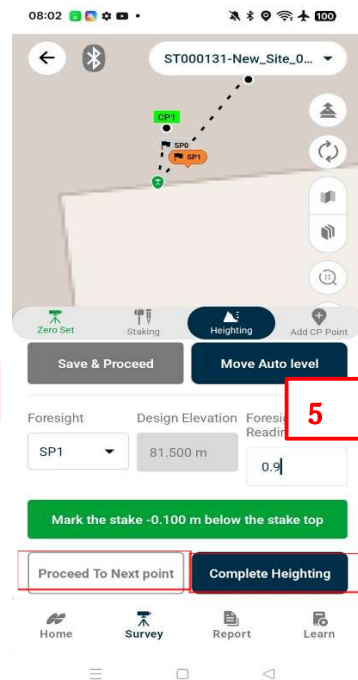 08:02
100
ST000131-New_Site_0...
CP1
SP0
SP1
Zero Set
Staking
Heighting
Add CP Point
Save & Proceed
Move Auto level
5
Foresight
Design Elevation
SP1
81.500 m
0.9
Mark the stake -0.100 m below the stake top
Proceed To Next point
Complete Heighting
Home
Survey
Report
Learn